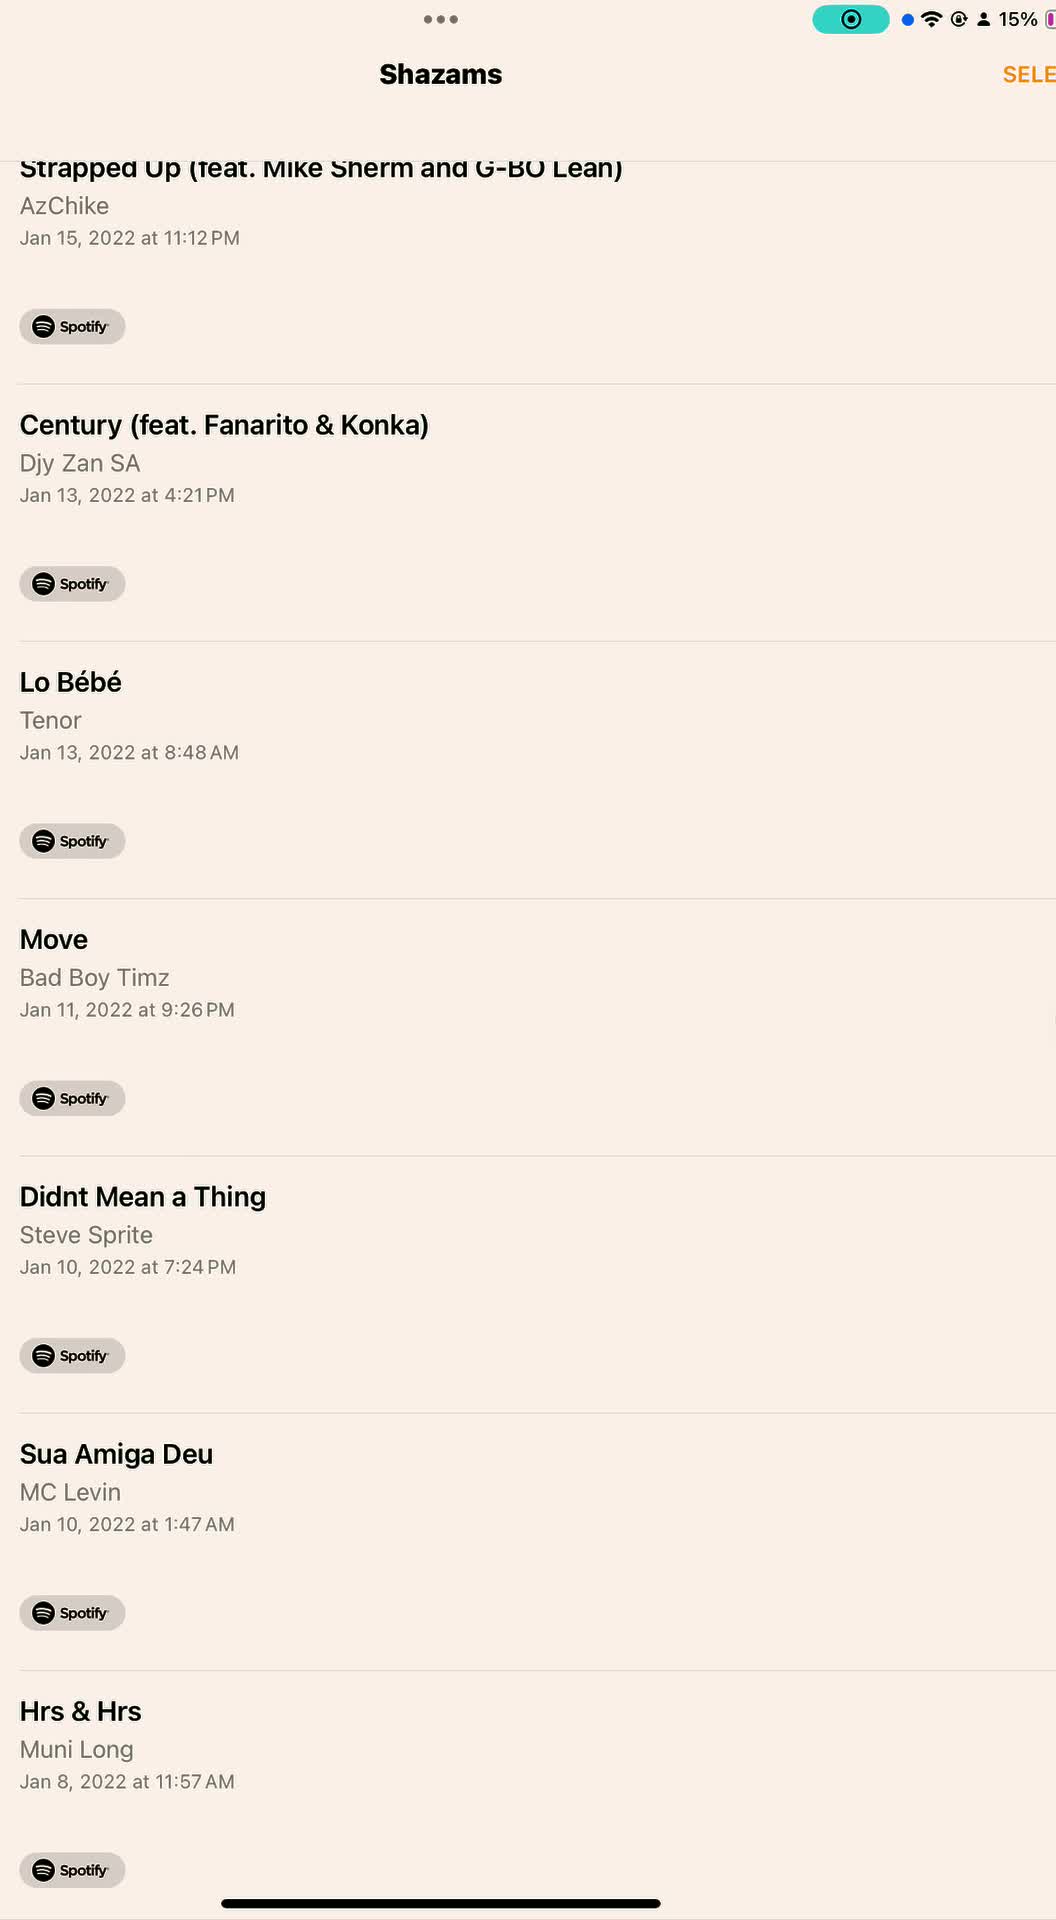 15%
Shazams
Strapped Up (feat. Mike Sherm and G-BO Lean)
AzChike
Jan 15, 2022 at 11:12 PM
Spotify
Century (feat. Fanarito & Konka)
Djy Zan SA
Jan 13, 2022 at 4:21 PM
Spotify
Lo Bébé
Tenor
Jan 13, 2022 at 8:48 AM
Spotify
Move
Bad Boy Timz
Jan 11, 2022 at 9:26 PM
Spotify
Didnt Mean a Thing
Steve Sprite
Jan 10, 2022 at 7:24 PM
Spotify
Sua Amiga Deu
MC Levin
Jan 10, 2022 at 1:47 AM
Spotify
Hrs & Hrs
Muni Long
Jan 8, 2022 at 11:57 AM
Spotify